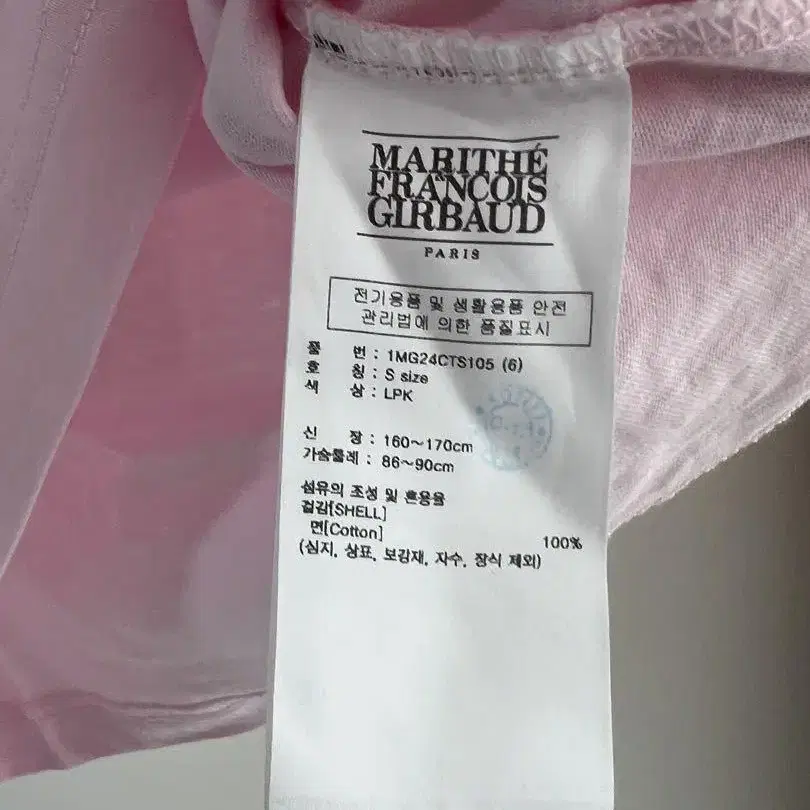 MARITHÉ
FRANÇOIS
&
GIRBAUD
PARIS
전기용품 및 생활용품 안전
관리법에 의한 품질표시
품 번 : 1MG24CTS105 (6)
호 칭 : S size
색 상 : LPK
신 장 : 160~170cm
가슴둘레 : 86~90cm
섬유의 조성 및 혼용율
겉감[SHELL]
면[Cotton] 100%
(심지, 상표, 보강재, 자수, 장식 제외)